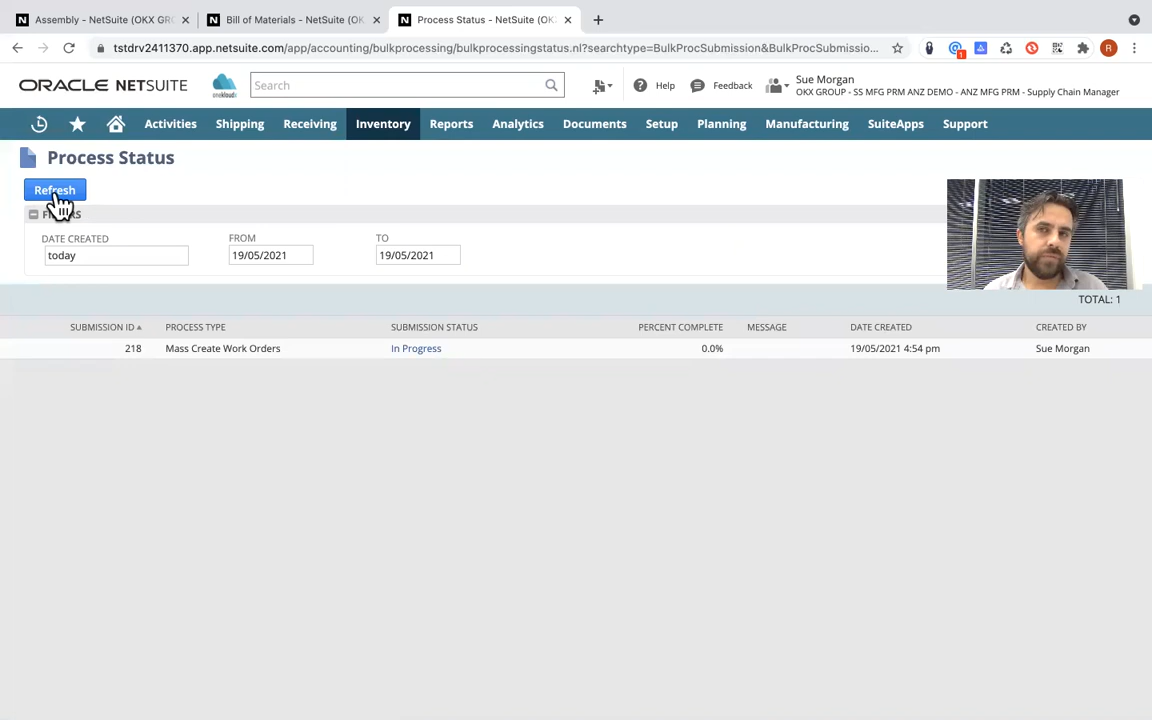 Assembly - NetSuite (OKX GR
Bill of Materials - NetSuite (OK
Process Status - NetSuite (OK
tstdrv2411370.app.netsuite.com/app/accounting/bulkprocessing/bulkprocessingstatus.nl?searchtype=BulkProcSubmission&BulkProcSubmissio...
1
R
ORACLE NETSUITE
onekloudx
Search
Help
Feedback
Sue Morgan
OKX GROUP - SS MFG PRM ANZ DEMO - ANZ MFG PRM - Supply Chain Manager
Activities
Shipping
Receiving
Inventory
Reports
Analytics
Documents
Setup
Planning
Manufacturing
SuiteApps
Support
Process Status
Refresh
DATE CREATED
FROM
TO
today
19/05/2021
19/05/2021
TOTAL: 1
SUBMISSION ID
PROCESS TYPE
SUBMISSION STATUS
PERCENT COMPLETE
MESSAGE
DATE CREATED
CREATED BY
218
Mass Create Work Orders
In Progress
0.0%
19/05/2021 4:54 pm
Sue Morgan